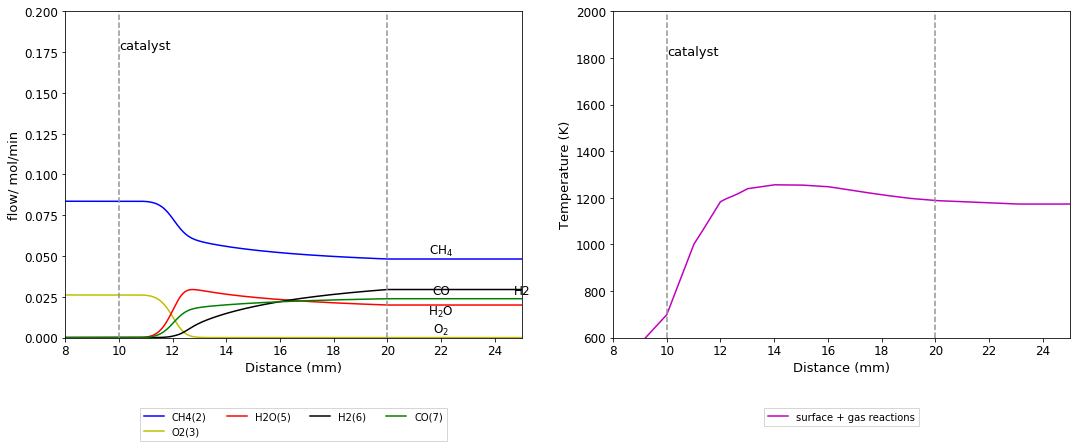 0.200
0.175
0.150
0.125
0.100
0.075
0.050
0.025
0.000
flow/ mol/min
catalyst
CH₄
CO
H2
H₂O
O₂
8 10 12 14 16 18 20 22 24
Distance (mm)
CH4(2) H2O(5) H2(6) CO(7)
O2(3)
2000
1800
1600
1400
1200
1000
800
600
Temperature (K)
catalyst
8 10 12 14 16 18 20 22 24
Distance (mm)
surface + gas reactions